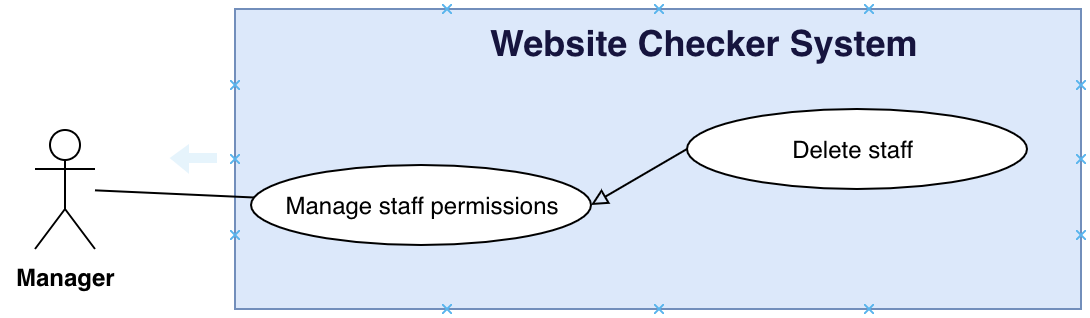 Website Checker System
Delete staff
Manage staff permissions
Manager